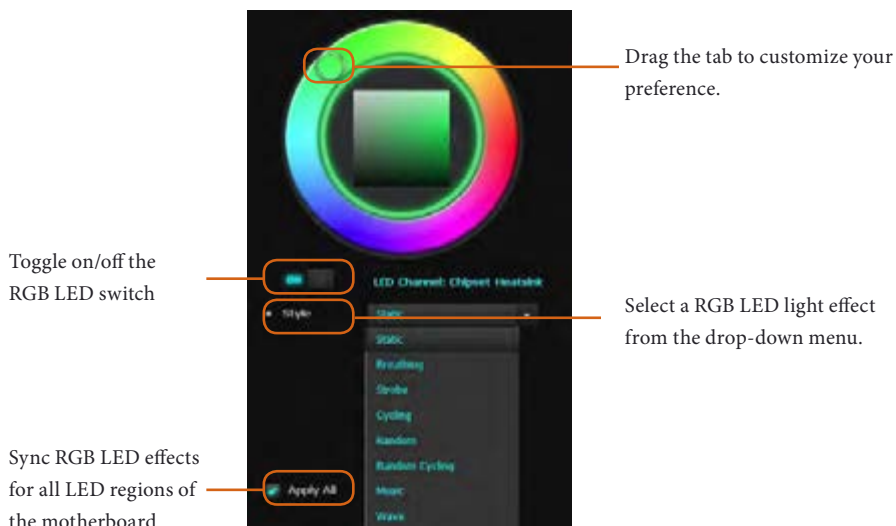 Drag the tab to customize your
preference.
Toggle on/off the
RGB LED switch
LED Channel: Chipset Heatsink
Style
Static
Select a RGB LED light effect
from the drop-down menu.
Static
Breathing
Strobe
Cycling
Random
Random Cycling
Music
Wave
Sync RGB LED effects
for all LED regions of
the motherboard
Apply All